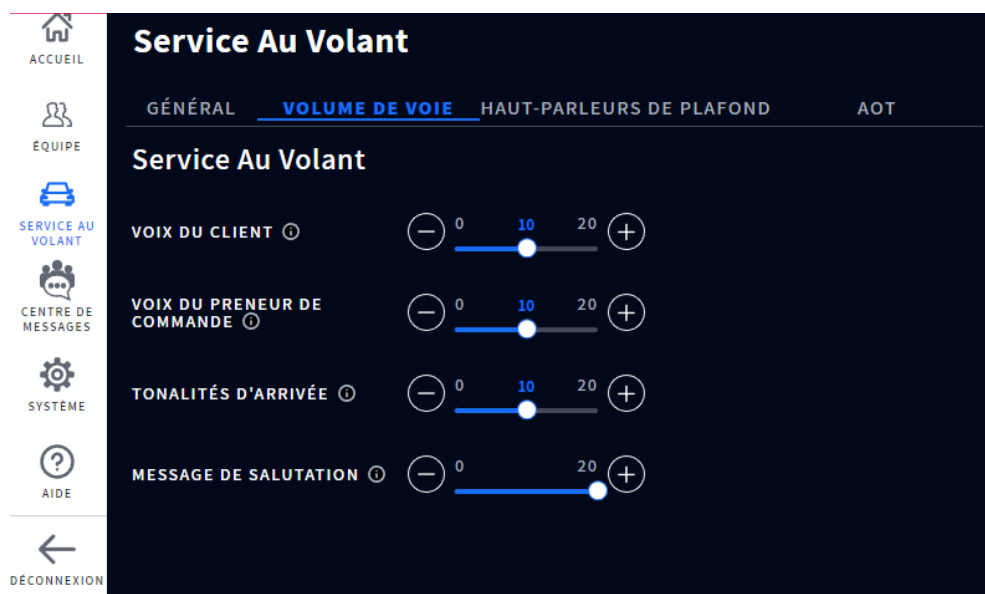 ACCUEIL
ÉQUIPE
SERVICE AU
VOLANT
CENTRE DE
MESSAGES
SYSTÈME
?
AIDE
DÉCONNEXION
Service Au Volant
GÉNÉRAL VOLUME DE VOIE HAUT-PARLEURS DE PLAFOND AOT
Service Au Volant
VOIX DU CLIENT 0 10 20
VOIX DU PRENEUR DE
COMMANDE 0 10 20
TONALITÉS D'ARRIVÉE 0 10 20
MESSAGE DE SALUTATION 0 20